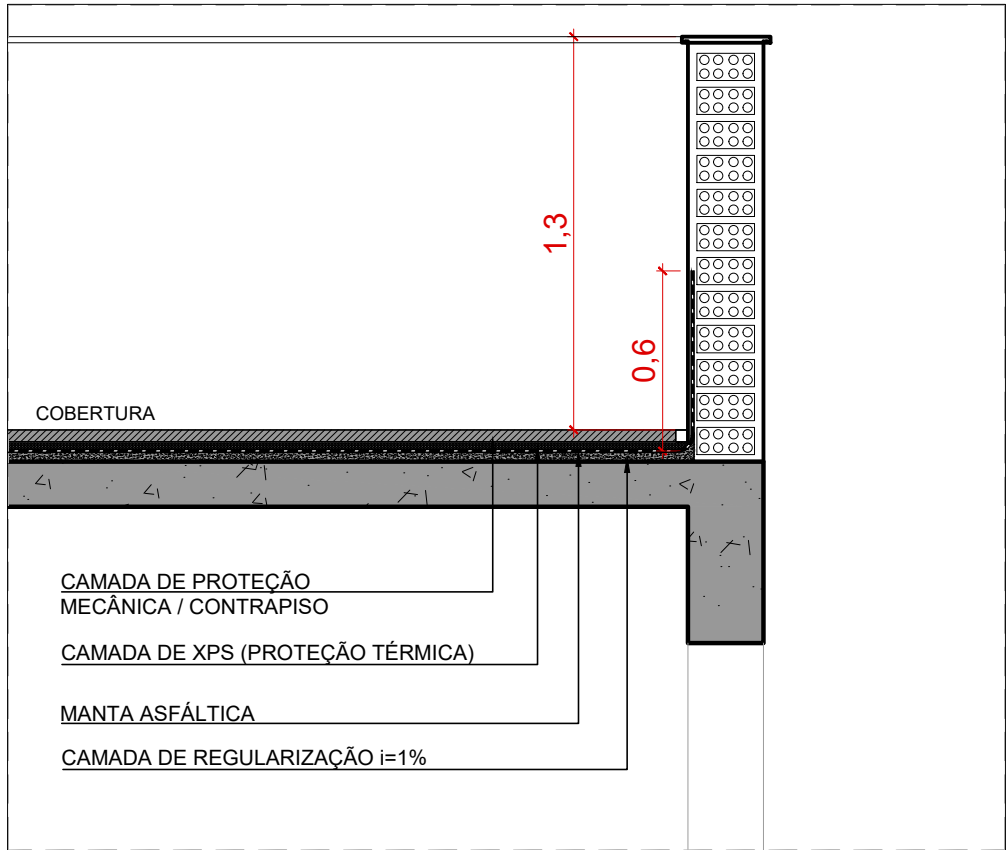 1,3
0,6
COBERTURA
CAMADA DE PROTEÇÃO
MECÂNICA / CONTRAPISO
CAMADA DE XPS (PROTEÇÃO TÉRMICA)
MANTA ASFÁLTICA
CAMADA DE REGULARIZAÇÃO i=1%